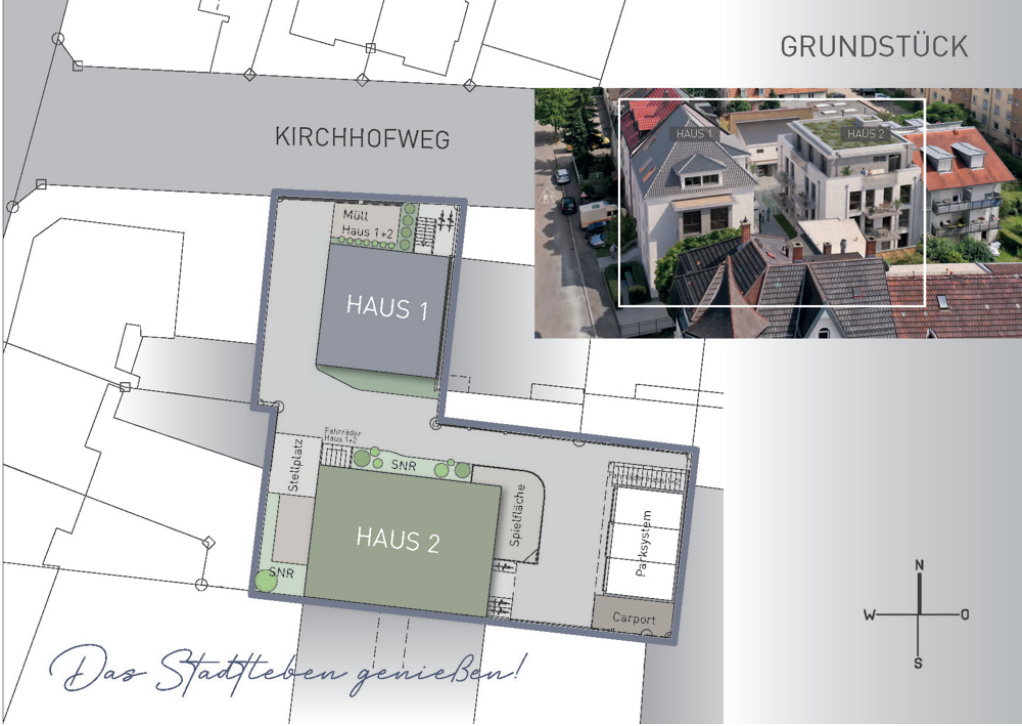 GRUNDSTÜCK
KIRCHHOFWEG
HAUS 1
HAUS 2
Müll
Haus 1+2
HAUS 1
Fahrräder
Haus 1+2
Stellplatz
SNR
Spielfläche
HAUS 2
Parksystem
SNR
Carport
N
W
O
S
Das Stadtleben genießen!